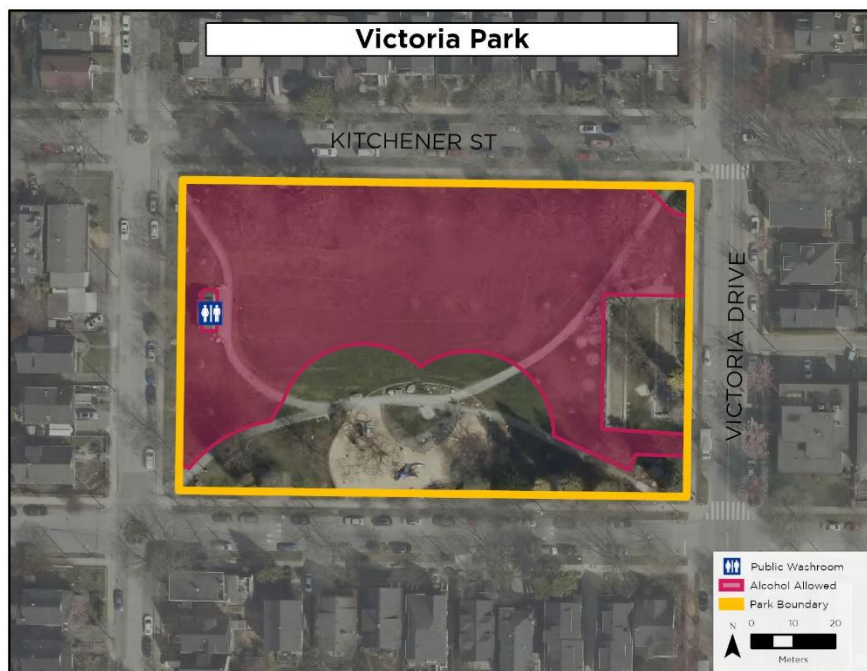 Victoria Park
KITCHENER ST
VICTORIA DRIVE
Public Washroom
Alcohol Allowed
Park Boundary
N
0 10 20
Meters